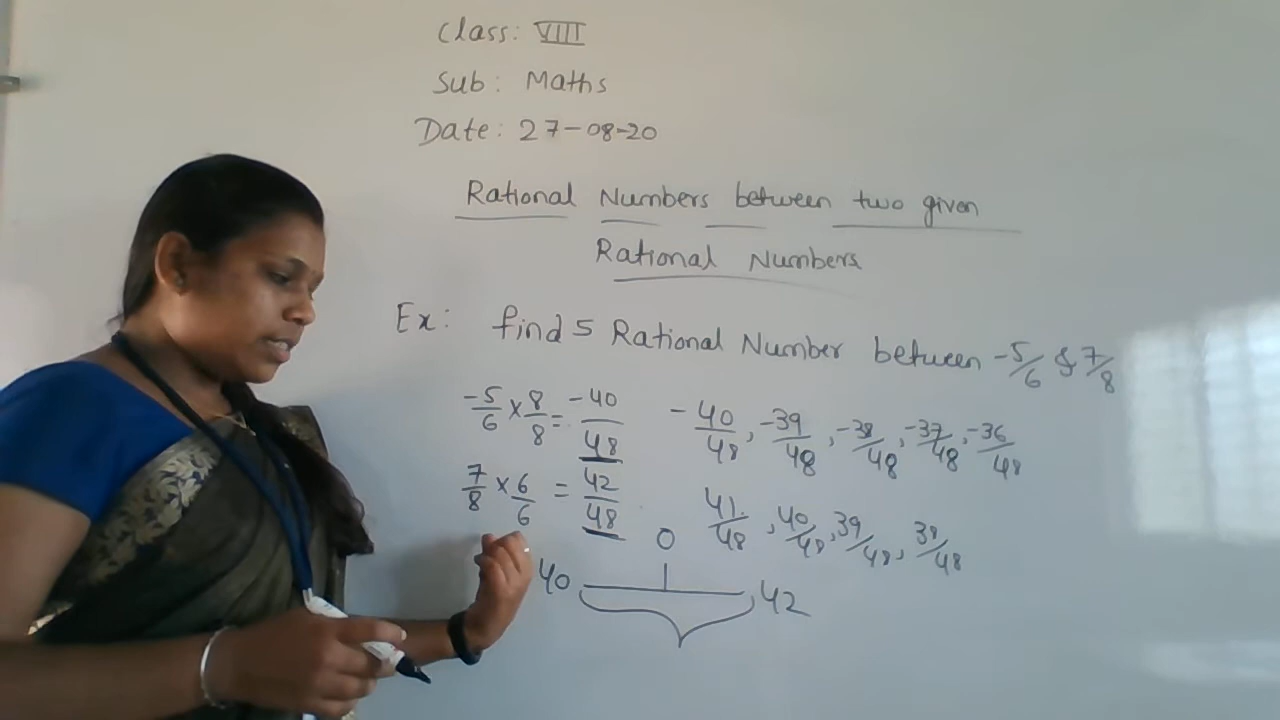 Class: VIII
Sub: Maths
Date: 27-08-20
Rational Numbers between two given
Rational Numbers
Ex: find 5 Rational Number between -5/6 & 7/8
-5/6 × 8/8 = -40/48
-40/48, -39/48, -38/48, -37/48, -36/48
7/8 × 6/6 = 42/48
41/48, 40/48, 39/48, 38/48
0
40 42